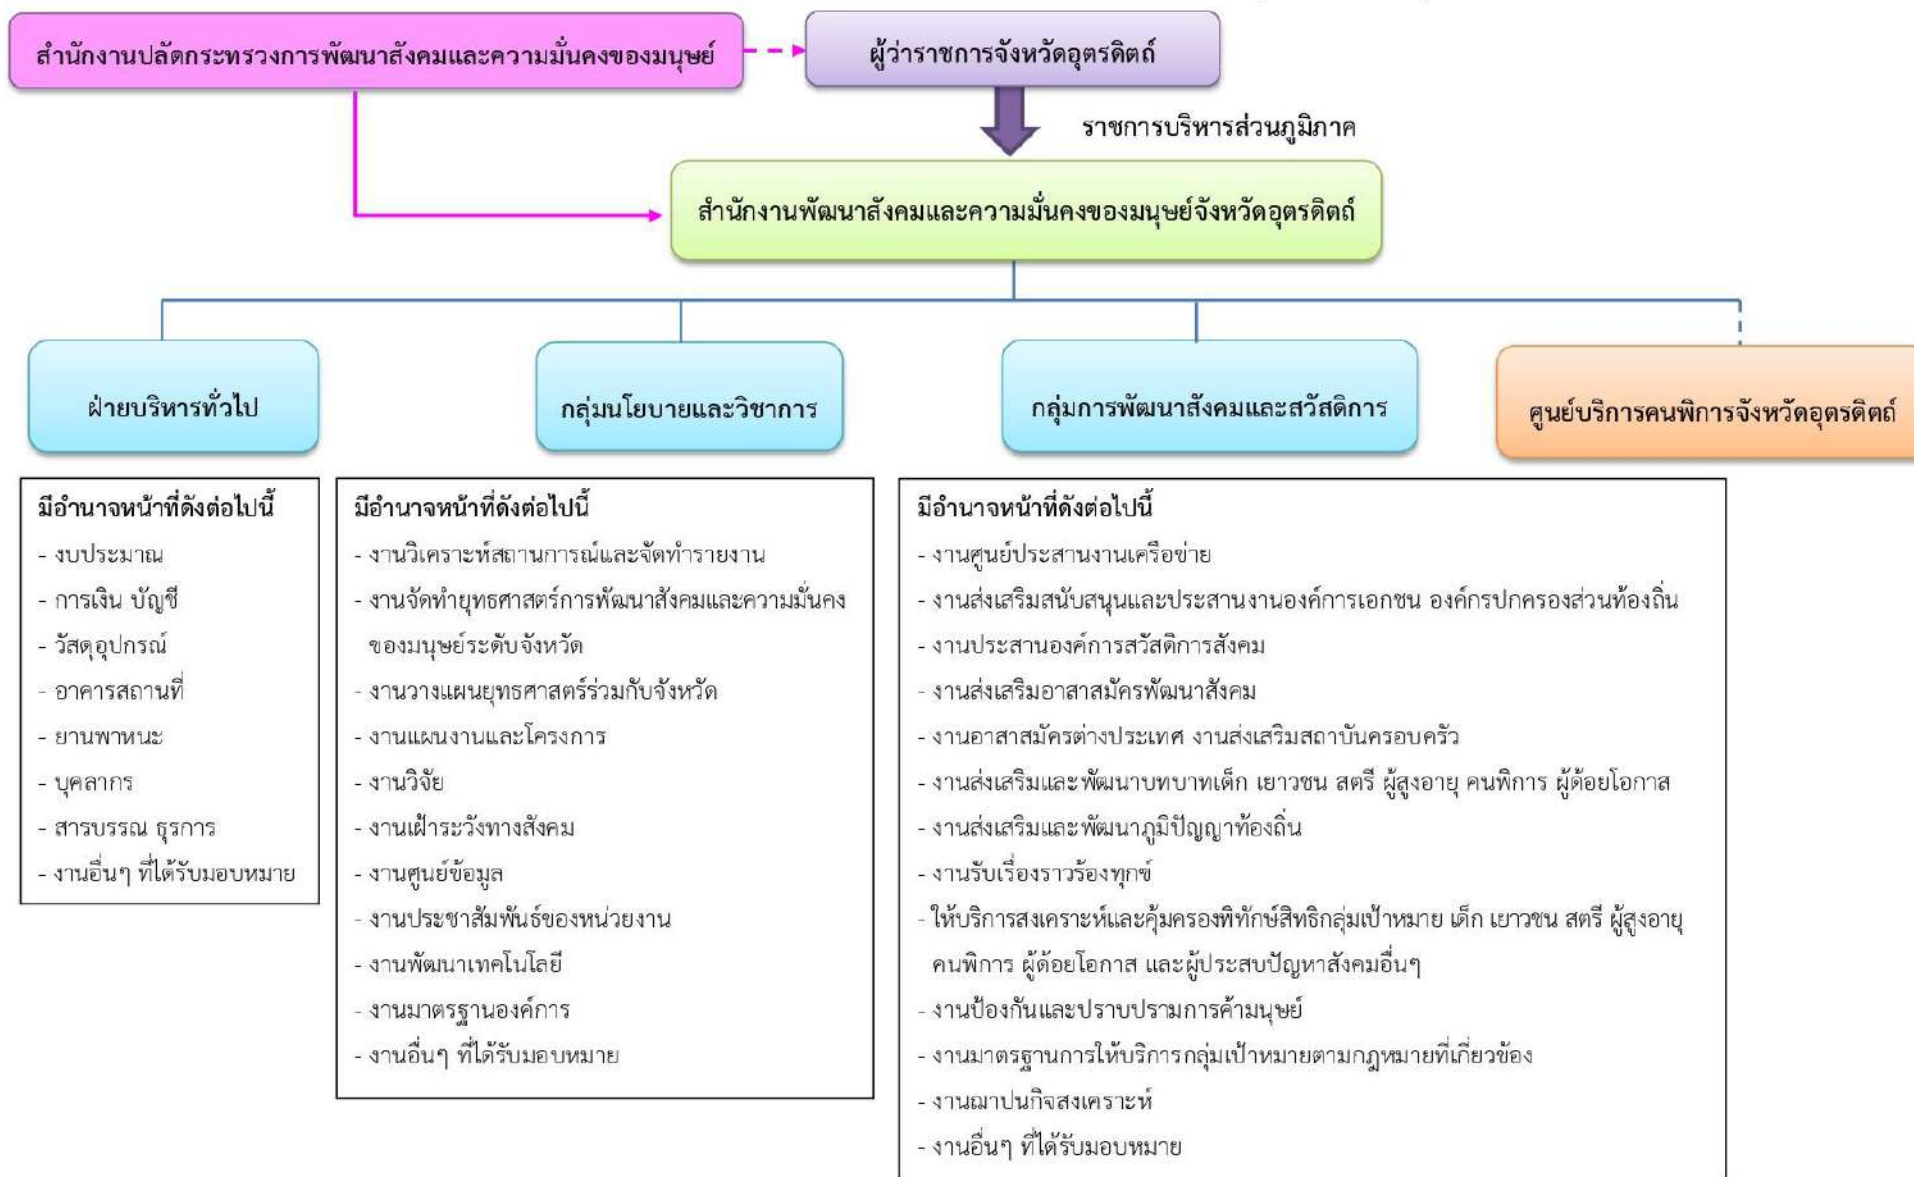 สำนักงานปลัดกระทรวงการพัฒนาสังคมและความมั่นคงของมนุษย์
ผู้ว่าราชการจังหวัดอุตรดิตถ์
ราชการบริหารส่วนภูมิภาค
สำนักงานพัฒนาสังคมและความมั่นคงของมนุษย์จังหวัดอุตรดิตถ์
ฝ่ายบริหารทั่วไป
กลุ่มนโยบายและวิชาการ
กลุ่มการพัฒนาสังคมและสวัสดิการ
ศูนย์บริการคนพิการจังหวัดอุตรดิตถ์
มีอำนาจหน้าที่ดังต่อไปนี้
- งบประมาณ
- การเงิน บัญชี
- วัสดุอุปกรณ์
- อาคารสถานที่
- ยานพาหนะ
- บุคลากร
- สารบรรณ ธุรการ
- งานอื่นๆ ที่ได้รับมอบหมาย
มีอำนาจหน้าที่ดังต่อไปนี้
- งานวิเคราะห์สถานการณ์และจัดทำรายงาน
- งานจัดทำยุทธศาสตร์การพัฒนาสังคมและความมั่นคง
ของมนุษย์ระดับจังหวัด
- งานวางแผนยุทธศาสตร์ร่วมกับจังหวัด
- งานแผนงานและโครงการ
- งานวิจัย
- งานเฝ้าระวังทางสังคม
- งานศูนย์ข้อมูล
- งานประชาสัมพันธ์ของหน่วยงาน
- งานพัฒนาเทคโนโลยี
- งานมาตรฐานองค์การ
- งานอื่นๆ ที่ได้รับมอบหมาย
มีอำนาจหน้าที่ดังต่อไปนี้
- งานศูนย์ประสานงานเครือข่าย
- งานส่งเสริมสนับสนุนและประสานงานองค์การเอกชน องค์กรปกครองส่วนท้องถิ่น
- งานประสานองค์การสวัสดิการสังคม
- งานส่งเสริมอาสาสมัครพัฒนาสังคม
- งานอาสาสมัครต่างประเทศ งานส่งเสริมสถาบันครอบครัว
- งานส่งเสริมและพัฒนาบทบาทเด็ก เยาวชน สตรี ผู้สูงอายุ คนพิการ ผู้ด้อยโอกาส
- งานส่งเสริมและพัฒนาภูมิปัญญาท้องถิ่น
- งานรับเรื่องราวร้องทุกข์
- ให้บริการสงเคราะห์และคุ้มครองพิทักษ์สิทธิกลุ่มเป้าหมาย เด็ก เยาวชน สตรี ผู้สูงอายุ
คนพิการ ผู้ด้อยโอกาส และผู้ประสบปัญหาสังคมอื่นๆ
- งานป้องกันและปราบปรามการค้ามนุษย์
- งานมาตรฐานการให้บริการกลุ่มเป้าหมายตามกฎหมายที่เกี่ยวข้อง
- งานฌาปนกิจสงเคราะห์
- งานอื่นๆ ที่ได้รับมอบหมาย